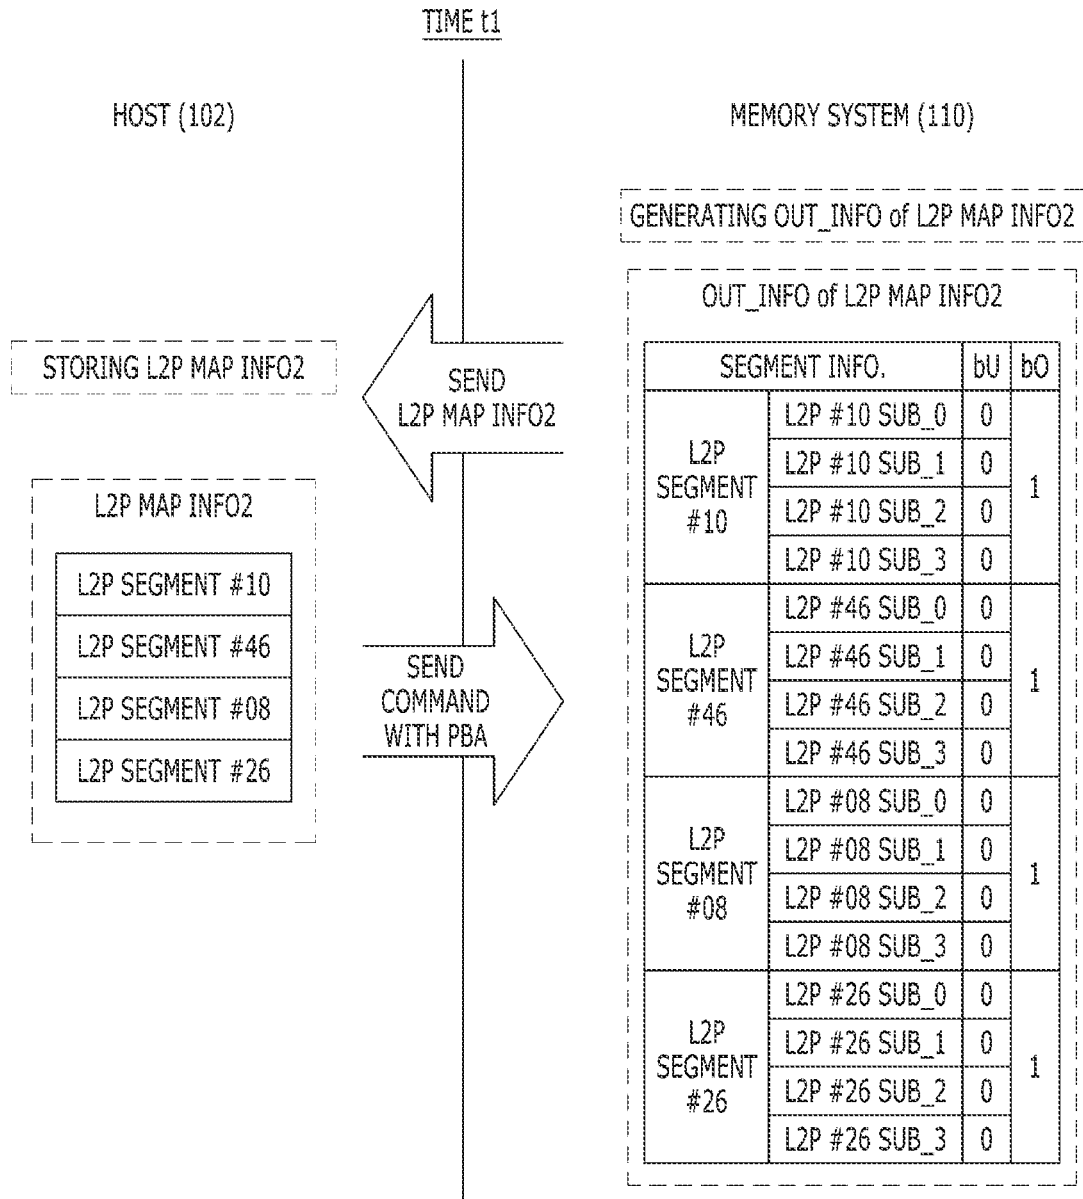 TIME t1
HOST (102)
MEMORY SYSTEM (110)
GENERATING OUT_INFO of L2P MAP INFO2
OUT_INFO of L2P MAP INFO2
STORING L2P MAP INFO2
SEND
L2P MAP INFO2
L2P MAP INFO2
L2P SEGMENT #10
L2P SEGMENT #46
L2P SEGMENT #08
L2P SEGMENT #26
SEND
COMMAND
WITH PBA
SEGMENT INFO. bU bO
L2P
SEGMENT
#10
L2P #10 SUB_0 0
L2P #10 SUB_1 0
L2P #10 SUB_2 0
L2P #10 SUB_3 0
1
L2P
SEGMENT
#46
L2P #46 SUB_0 0
L2P #46 SUB_1 0
L2P #46 SUB_2 0
L2P #46 SUB_3 0
1
L2P
SEGMENT
#08
L2P #08 SUB_0 0
L2P #08 SUB_1 0
L2P #08 SUB_2 0
L2P #08 SUB_3 0
1
L2P
SEGMENT
#26
L2P #26 SUB_0 0
L2P #26 SUB_1 0
L2P #26 SUB_2 0
L2P #26 SUB_3 0
1